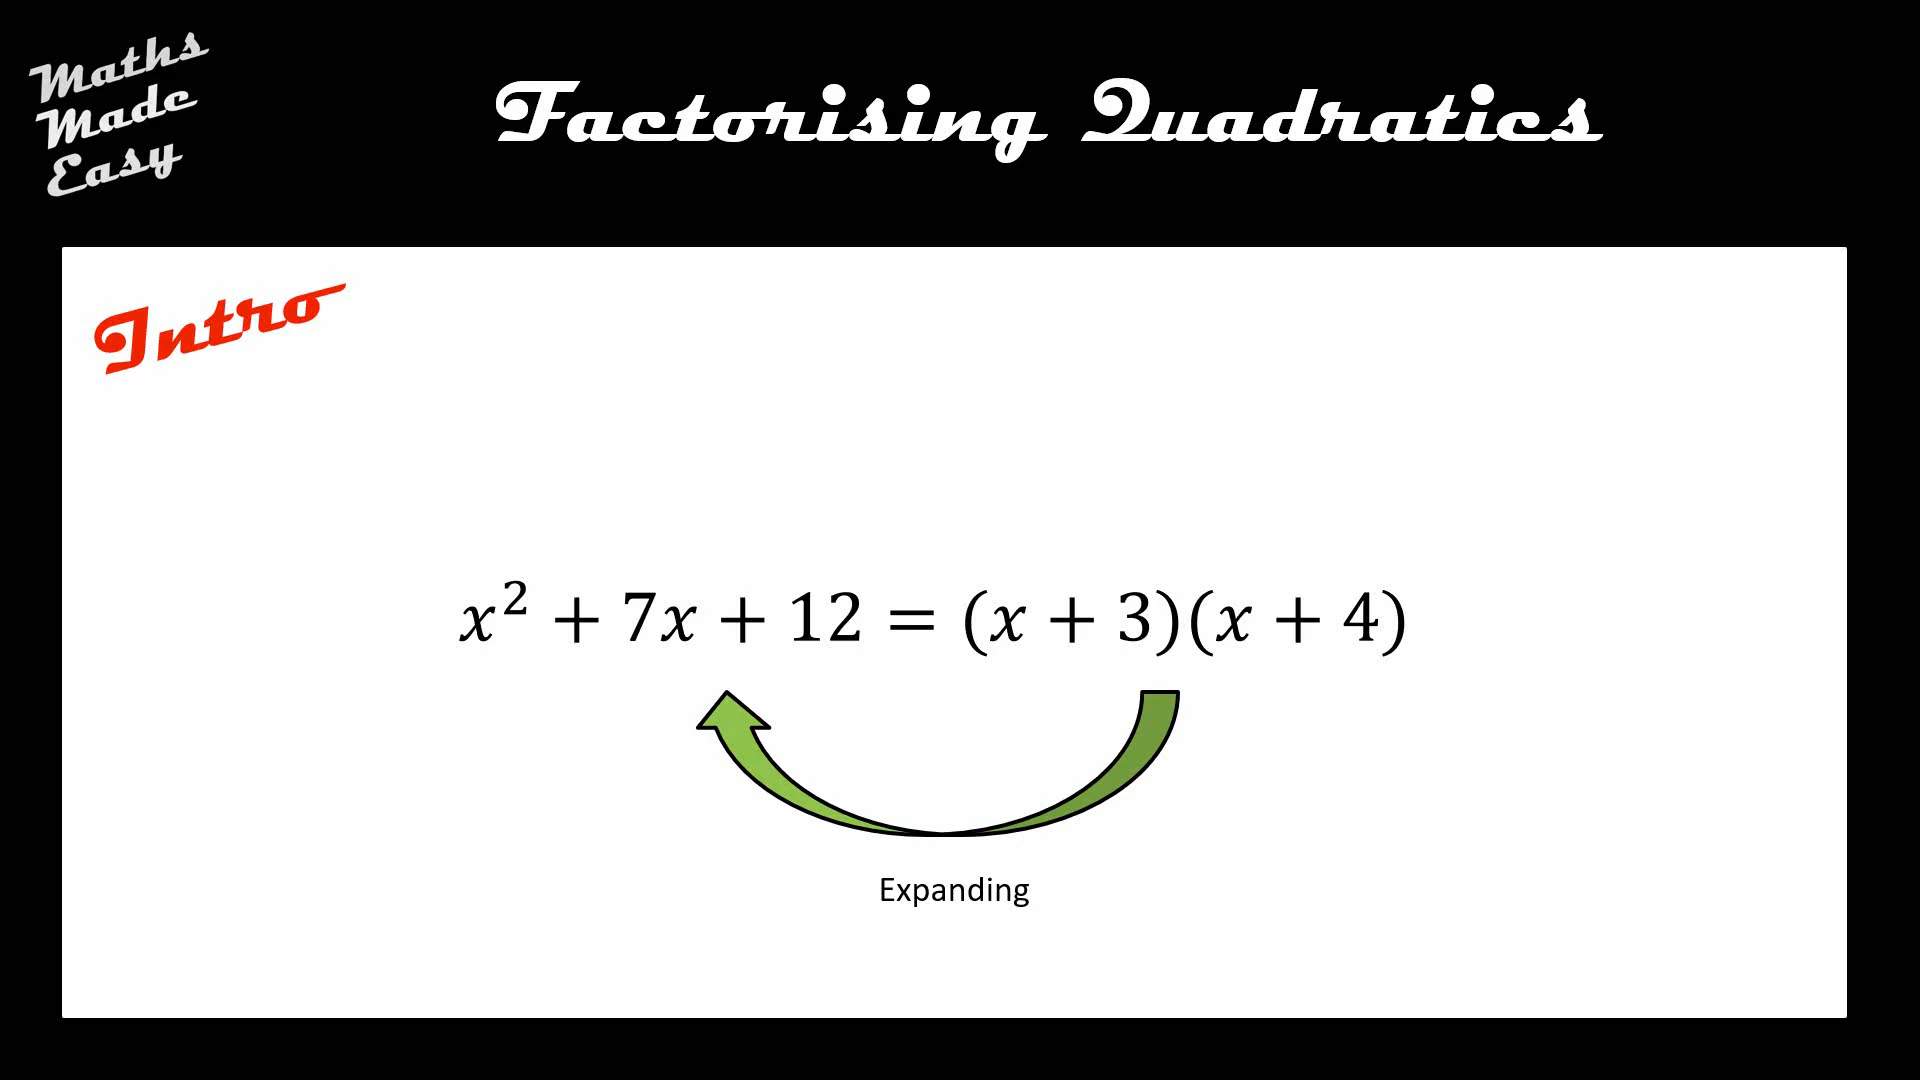 Maths
Made
Easy
Factorising Quadratics
Intro
x² + 7x + 12 = (x + 3)(x + 4)
Expanding